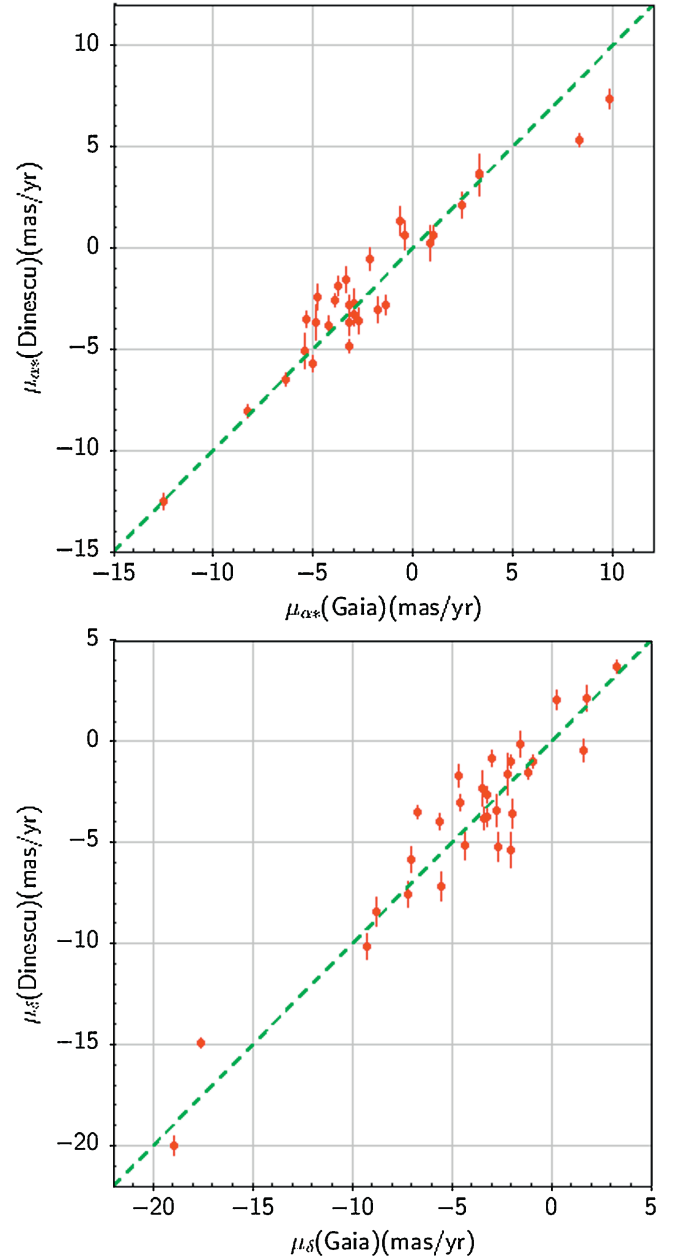 10
5
0
−5
−10
−15
μα*(Dinescu)(mas/yr)
−15 −10 −5 0 5 10
μα*(Gaia)(mas/yr)
5
0
−5
−10
−15
−20
μδ(Dinescu)(mas/yr)
−20 −15 −10 −5 0 5
μδ(Gaia)(mas/yr)